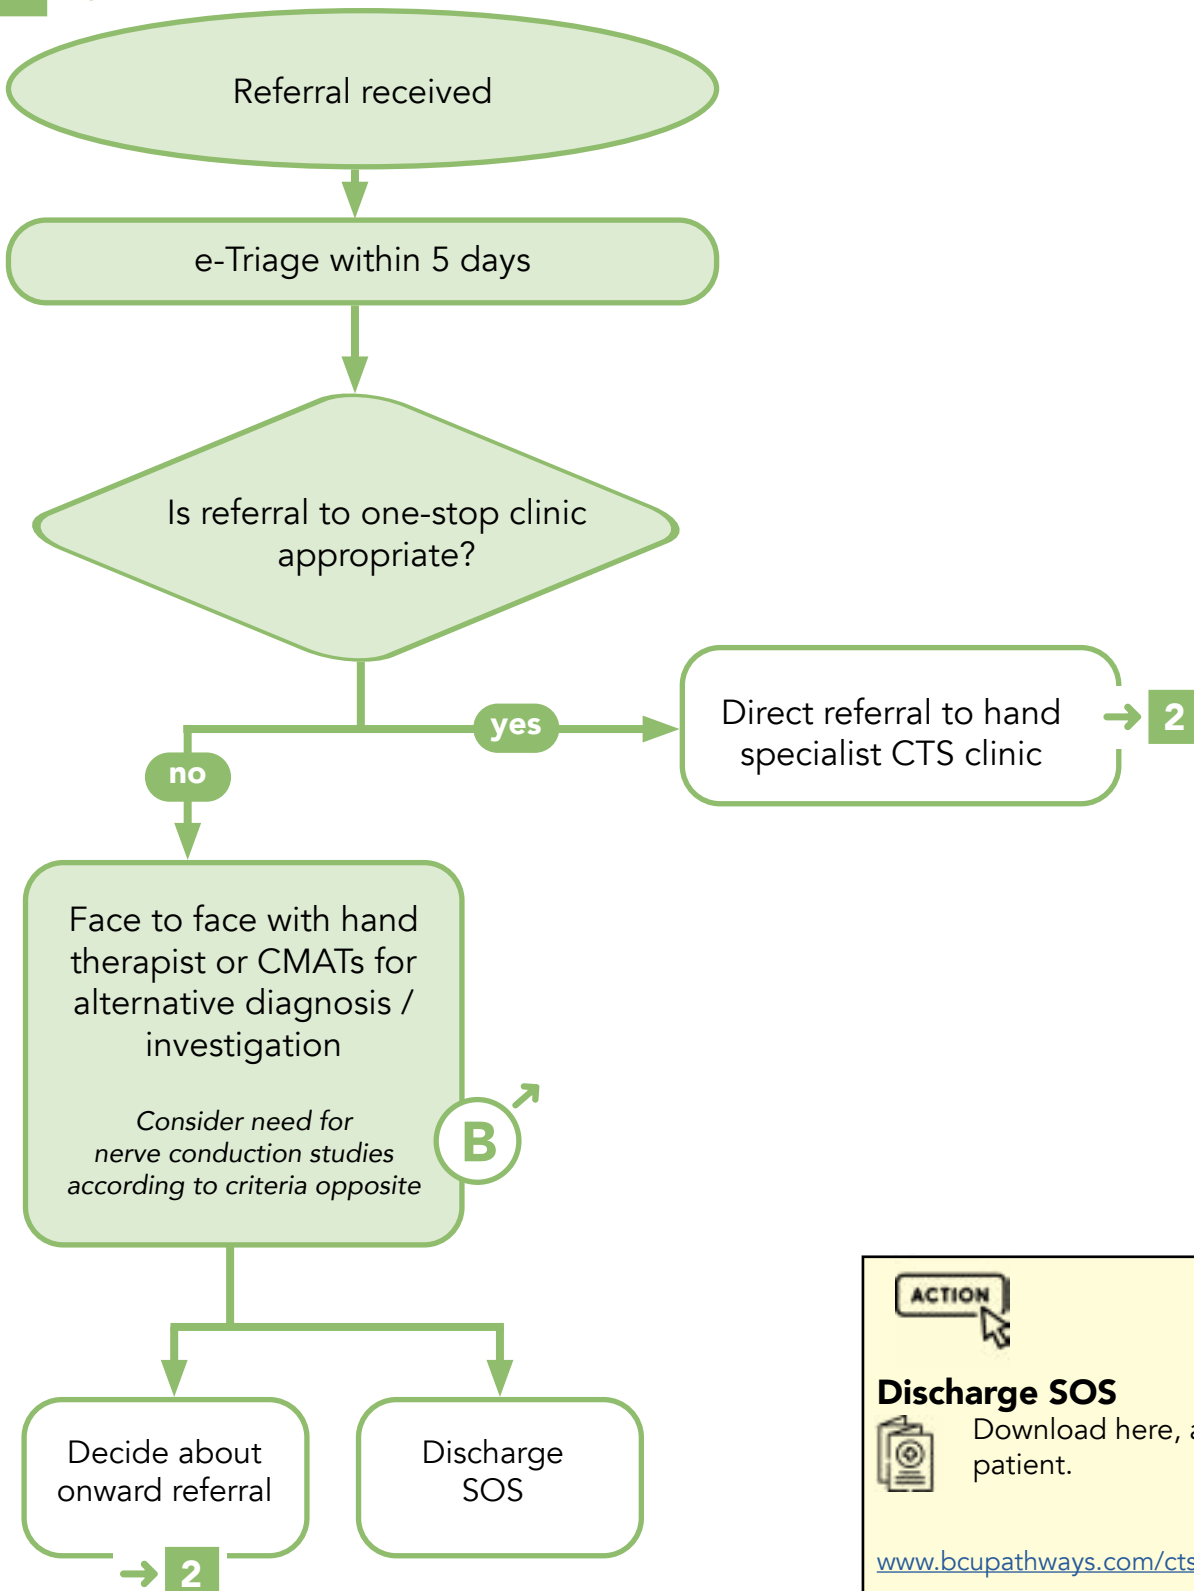 Referral received
e-Triage within 5 days
Is referral to one-stop clinic
appropriate?
yes
Direct referral to hand
specialist CTS clinic
2
no
Face to face with hand
therapist or CMATs for
alternative diagnosis /
investigation
Consider need for
nerve conduction studies
according to criteria opposite
B
Decide about
onward referral
2
Discharge
SOS
ACTION
Discharge SOS
Download here,
patient.
www.bcupathways.com/cts